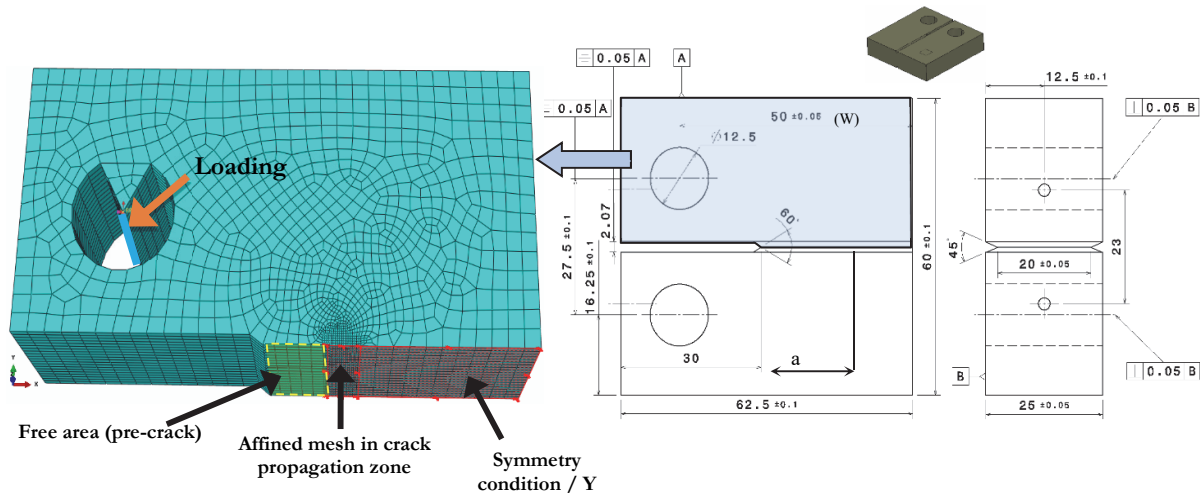 Loading
Free area (pre-crack)
Affined mesh in crack
propagation zone
Symmetry
condition / Y
Y
X
0.05 A
A
0.05 A
50 ±0.05 (W)
∅12.5
60°
2.07
27.5 ±0.1
16.25 ±0.1
30
a
62.5 ±0.1
60 ±0.1
12.5 ±0.1
0.05 B
45°
23
20 ±0.05
0.05 B
B
25 ±0.05